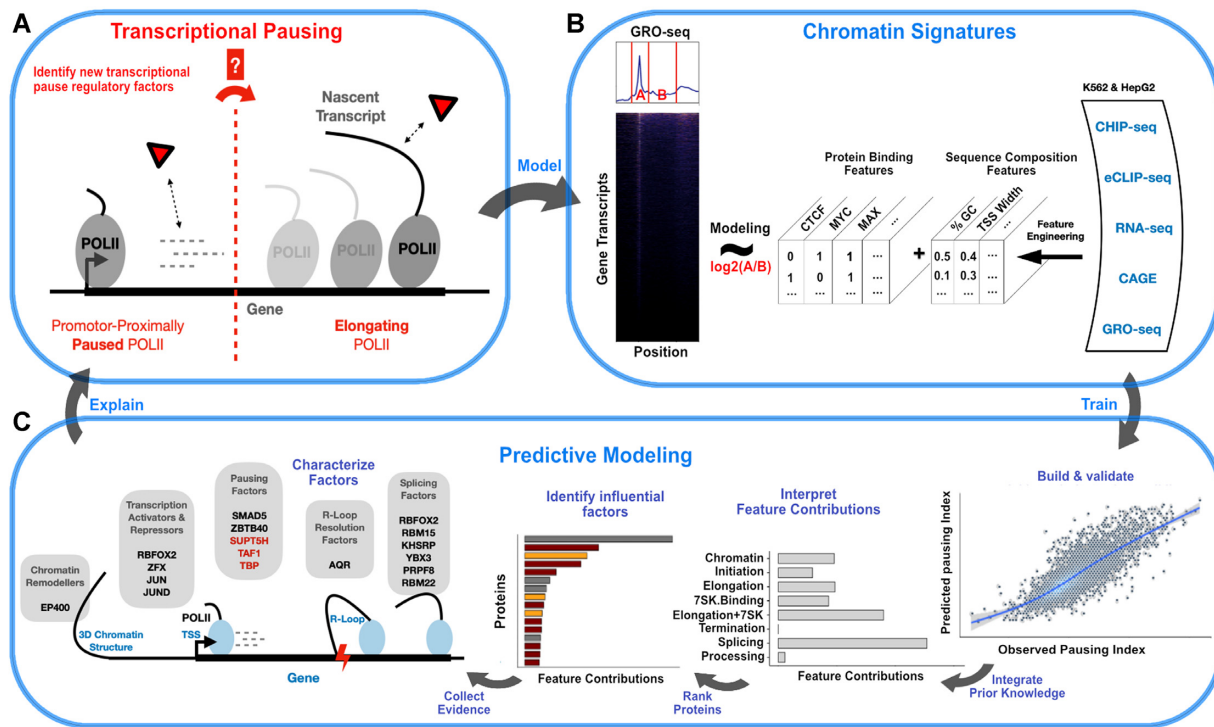 A
Transcriptional Pausing
Identify new transcriptional
pause regulatory factors
?
Nascent
Transcript
POLII
POLII
POLII
POLII
Gene
Promotor-Proximally
Paused POLII
Elongating
POLII
Model
B
Chromatin Signatures
GRO-seq
A
B
Gene Transcripts
Position
Modeling
~
log2(A/B)
Protein Binding
Features
CTCF
MYC
MAX
...
0 1 1 ...
1 0 1 ...
... ... ...
+
Sequence Composition
Features
% GC
TSS Width
...
0.5 0.4 ...
0.1 0.3 ...
... ...
Feature
Engineering
K562 & HepG2
CHIP-seq
eCLIP-seq
RNA-seq
CAGE
GRO-seq
Explain
Train
C
Predictive Modeling
Characterize
Factors
Chromatin
Remodellers
EP400
Transcription
Activators &
Repressors
RBFOX2
ZFX
JUN
JUND
Pausing
Factors
SMAD5
ZBTB40
SUPT5H
TAF1
TBP
R-Loop
Resolution
Factors
AQR
Splicing
Factors
RBFOX2
RBM15
KHSRP
YBX3
PRPF8
RBM22
3D Chromatin
Structure
POLII
TSS
R-Loop
Gene
Collect
Evidence
Identify influential
factors
Proteins
Feature Contributions
Rank
Proteins
Interpret
Feature Contributions
Chromatin
Initiation
Elongation
7SK.Binding
Elongation+7SK
Termination
Splicing
Processing
Feature Contributions
Integrate
Prior Knowledge
Build & validate
Predicted pausing Index
Observed Pausing Index